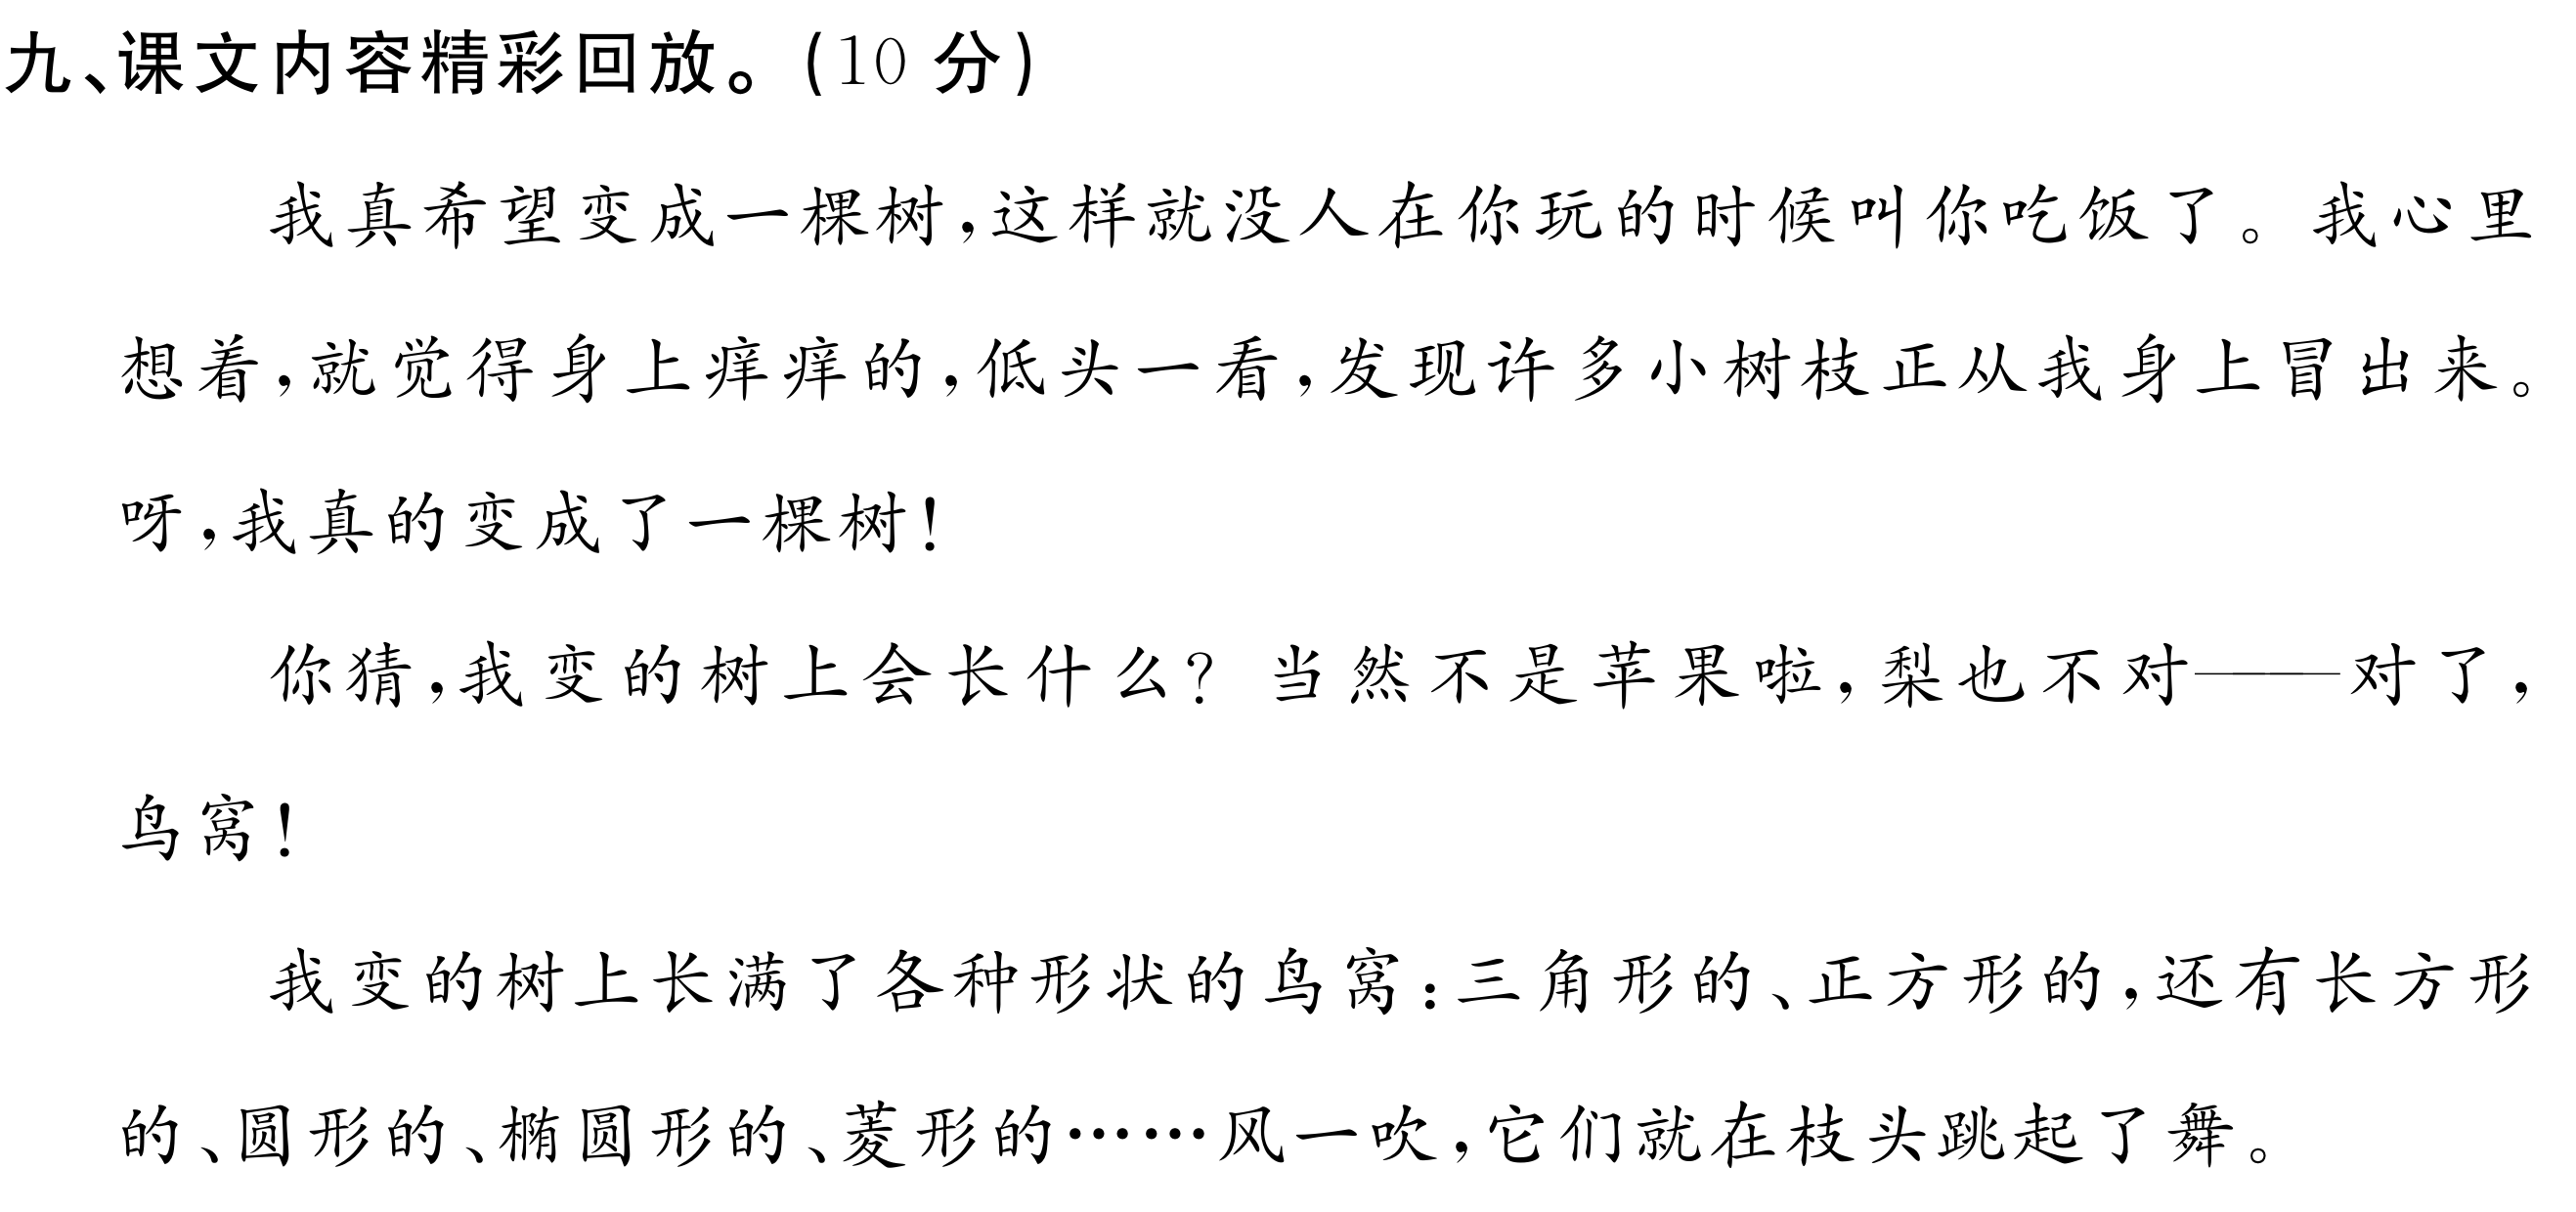 九、课文内容精彩回放。(10 分)
我真希望变成一棵树,这样就没人在你玩的时候叫你吃饭了。我心里
想着,就觉得身上痒痒的,低头一看,发现许多小树枝正从我身上冒出来。
呀,我真的变成了一棵树!
你猜,我变的树上会长什么? 当然不是苹果啦,梨也不对——对了,
鸟窝!
我变的树上长满了各种形状的鸟窝:三角形的、正方形的,还有长方形
的、圆形的、椭圆形的、菱形的……风一吹,它们就在枝头跳起了舞。